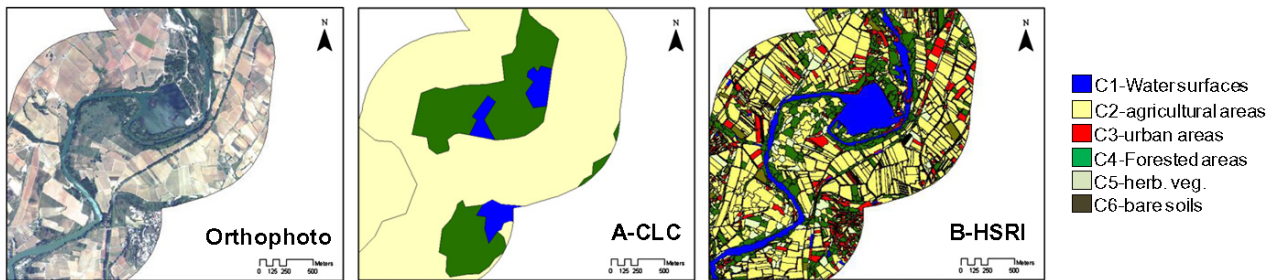 N
Orthophoto
0 125 250 500
Meters
N
A-CLC
0 125 250 500
Meters
N
B-HSRI
0 125 250 500
Meters
C1-Water surfaces
C2-agricultural areas
C3-urban areas
C4-Forested areas
C5-herb. veg.
C6-bare soils